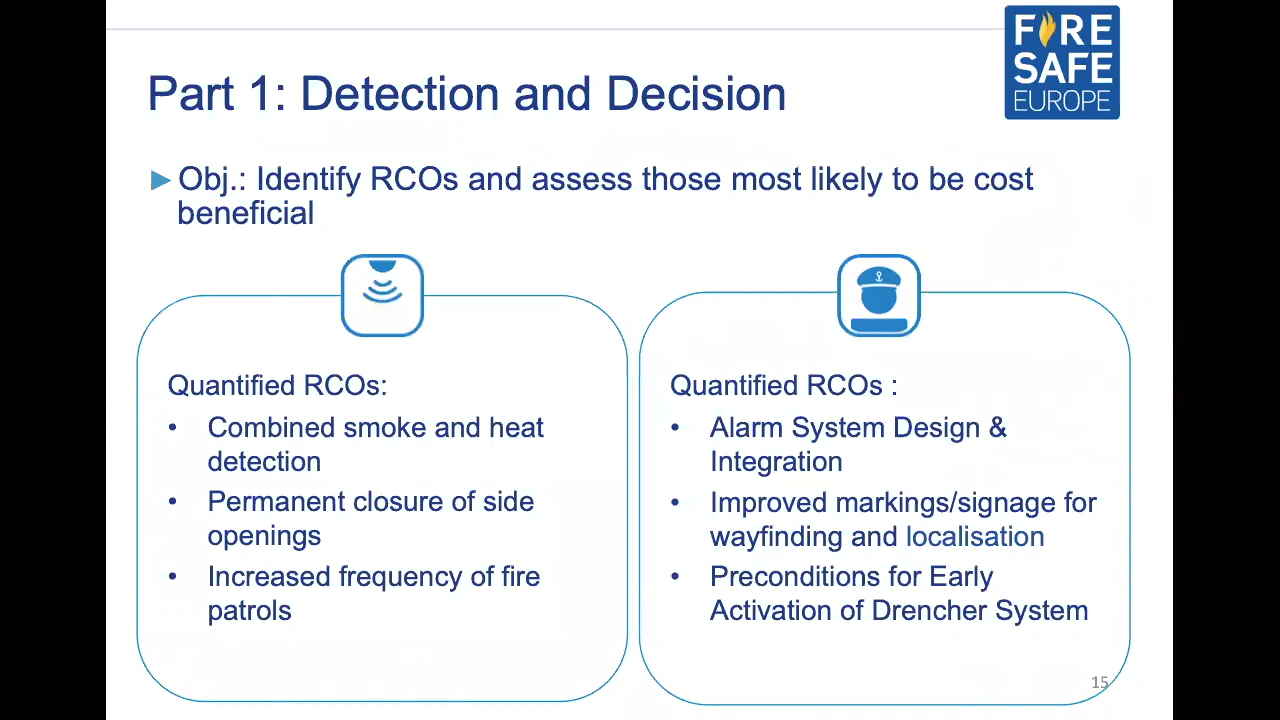 FIRE
SAFE
EUROPE
Part 1: Detection and Decision
Obj.: Identify RCOs and assess those most likely to be cost
beneficial
Quantified RCOs:
• Combined smoke and heat
detection
• Permanent closure of side
openings
• Increased frequency of fire
patrols
Quantified RCOs :
• Alarm System Design &
Integration
• Improved markings/signage for
wayfinding and localisation
• Preconditions for Early
Activation of Drencher System
15